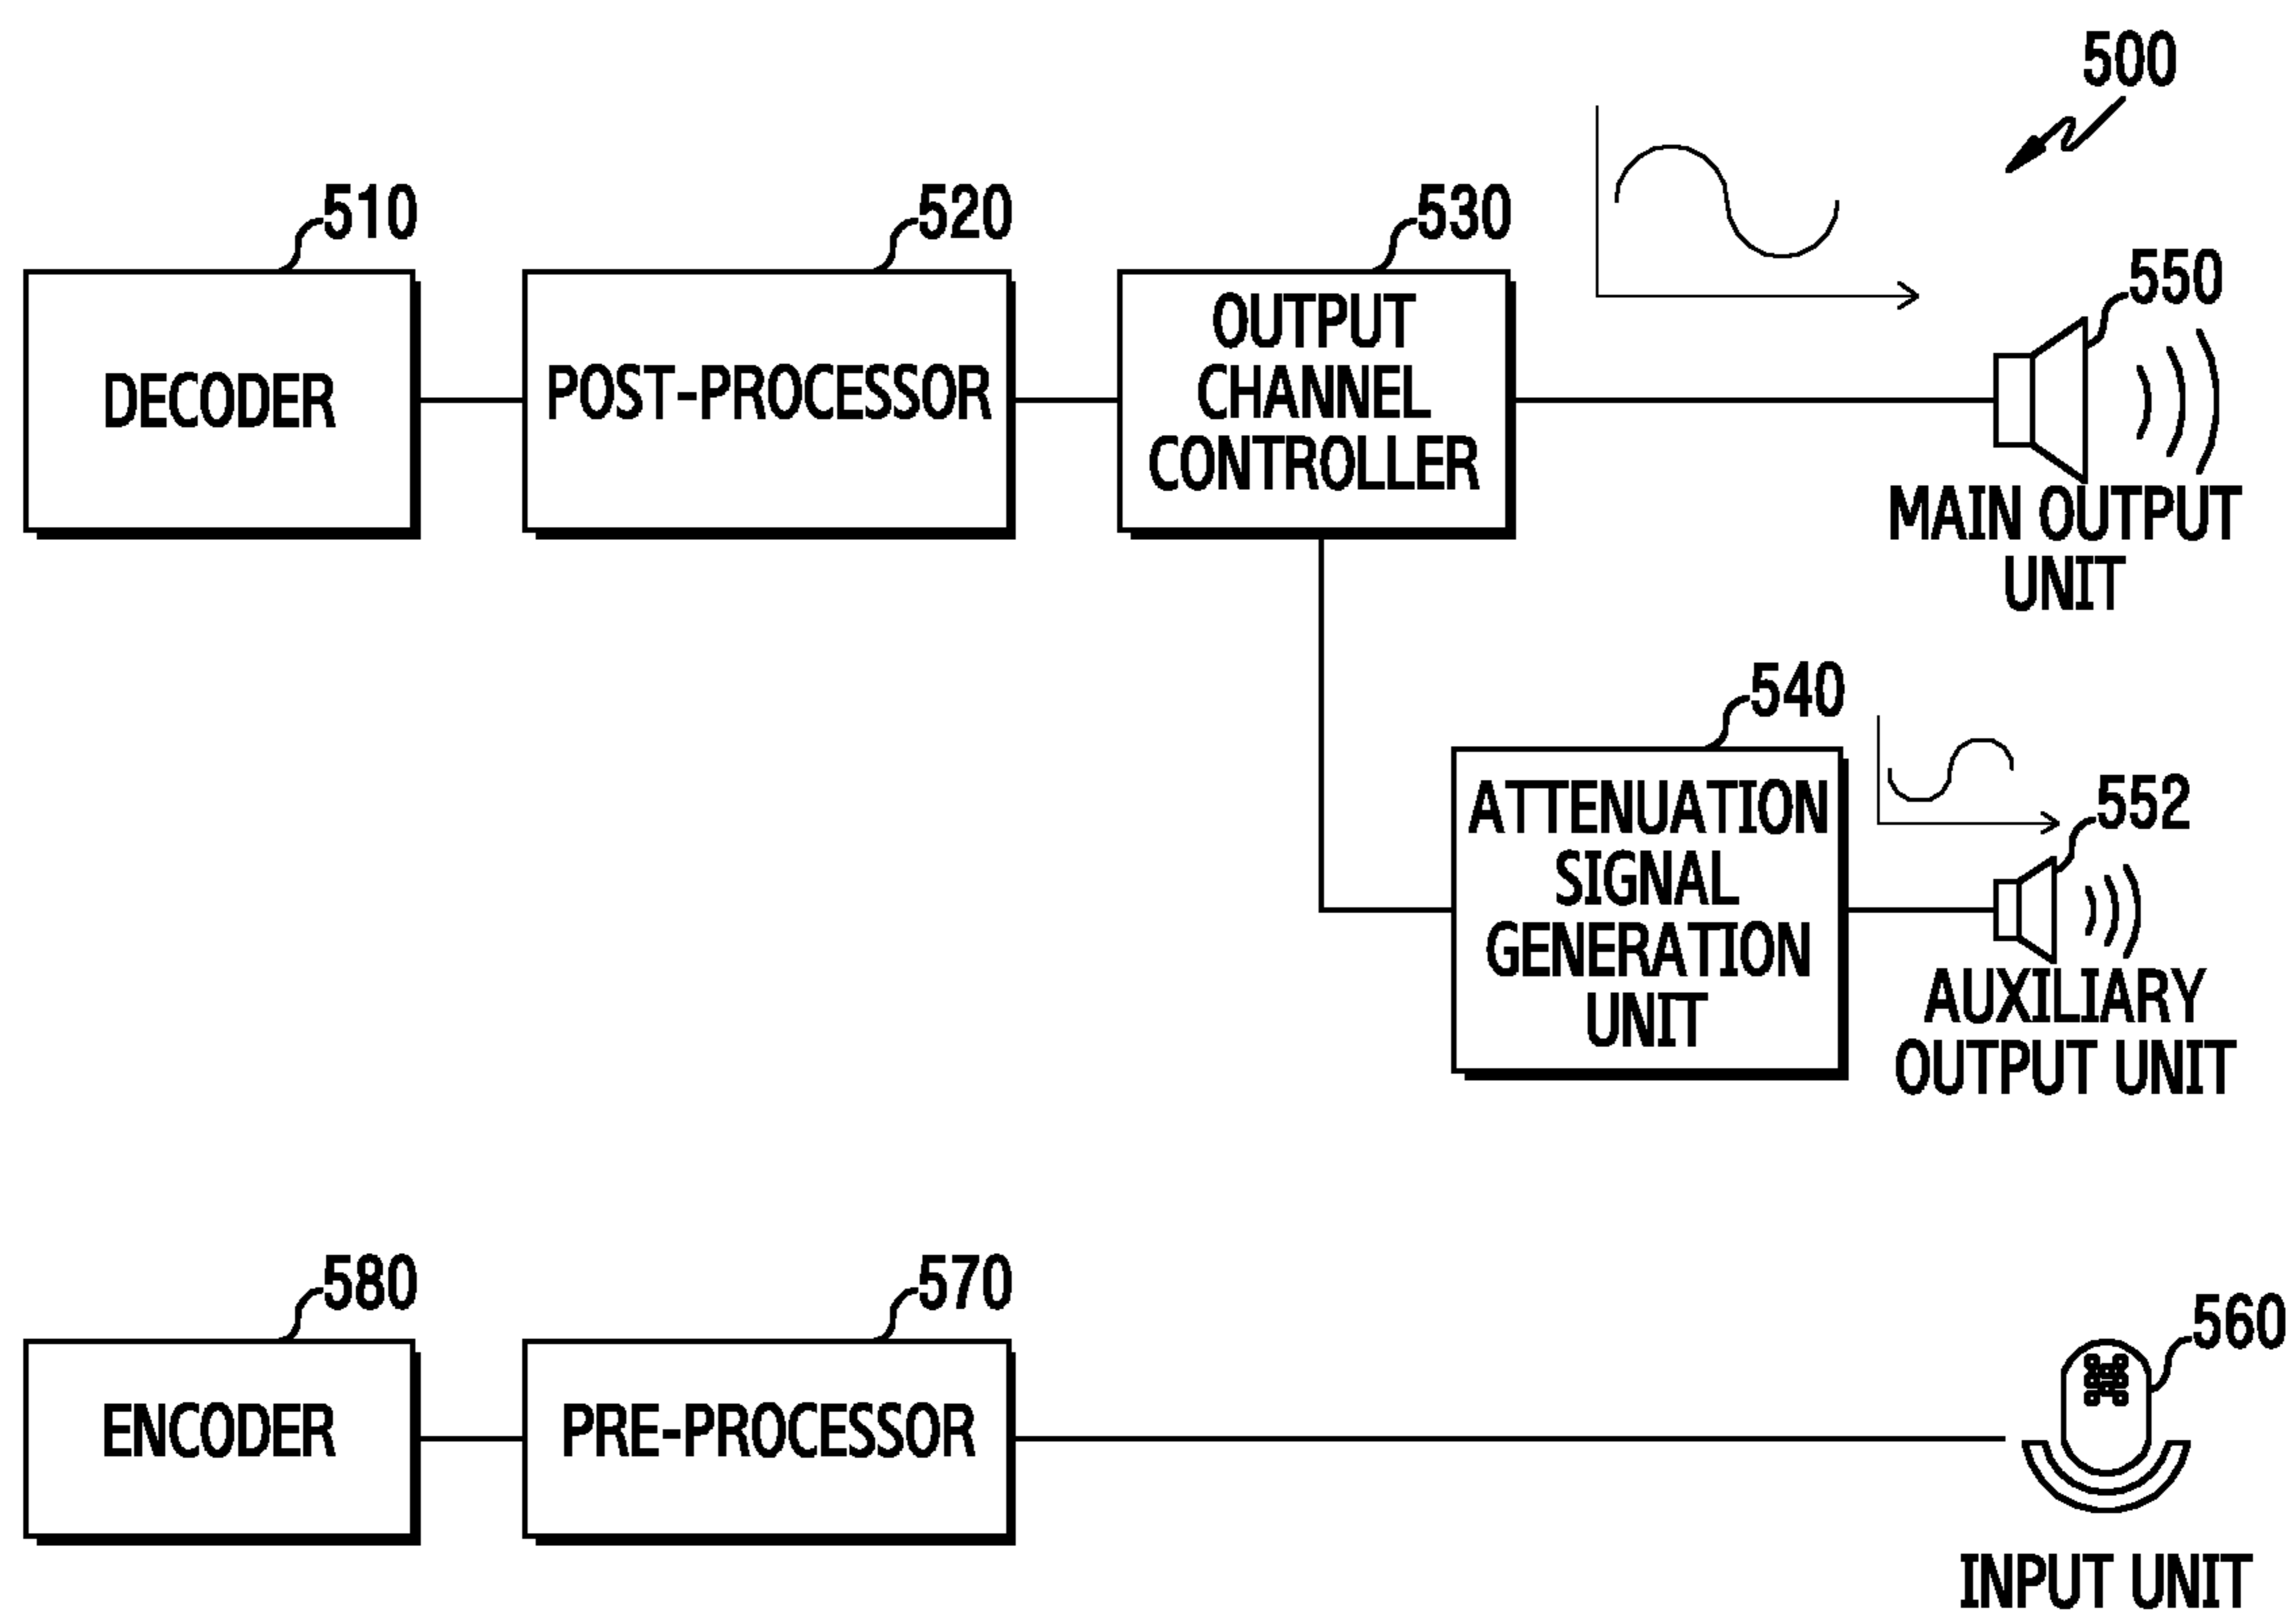 500
510
520
530
550
DECODER
POST-PROCESSOR
OUTPUT
CHANNEL
CONTROLLER
MAIN OUTPUT
UNIT
540
552
ATTENUATION
SIGNAL
GENERATION
UNIT
AUXILIARY
OUTPUT UNIT
580
570
560
ENCODER
PRE-PROCESSOR
INPUT UNIT